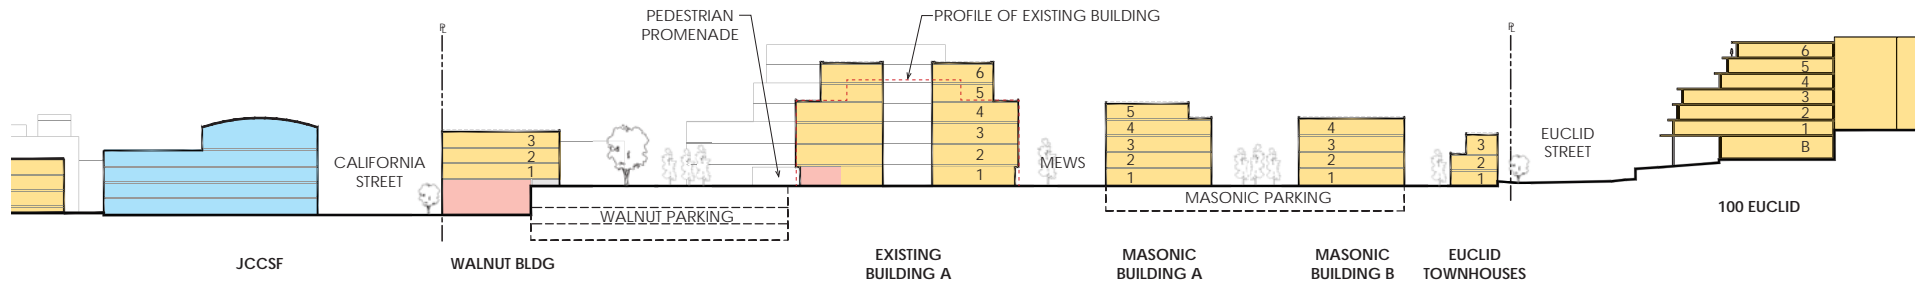 PEDESTRIAN
PROMENADE
PROFILE OF EXISTING BUILDING
CALIFORNIA
STREET
3
2
1
WALNUT PARKING
6
5
4
3
2
1
MEWS
5
4
3
2
1
MASONIC PARKING
4
3
2
1
3
2
1
EUCLID
STREET
6
5
4
3
2
1
B
100 EUCLID
JCCSF
WALNUT BLDG
EXISTING
BUILDING A
MASONIC
BUILDING A
MASONIC
BUILDING B
EUCLID
TOWNHOUSES